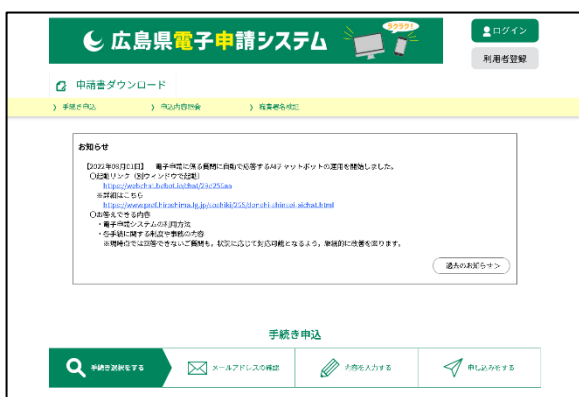 広島県電子申請システム
ラクラク!
ログイン
利用者登録
申請書ダウンロード
> 手続き申込
> 申込内容照会
> 職責署名検証
お知らせ
【2022年08月01日】 電子申請に係る質問に自動で応答するAIチャットボットの運用を開始しました。
〇起動リンク(別ウィンドウで起動)
※詳細はこちら
〇お答えできる内容
・電子申請システムの利用方法
・各手続に関する制度や事務の内容
※現時点では回答できないご質問も、状況に応じて対応可能となるよう、継続的に改善を図ります。
過去のお知らせ>
手続き申込
手続き選択をする
メールアドレスの確認
内容を入力する
申し込みをする